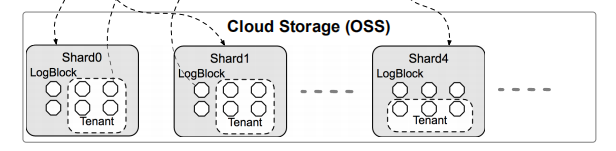 Cloud Storage (OSS)
Shard0
LogBlock
Tenant
Shard1
LogBlock
Tenant
Shard4
LogBlock
Tenant